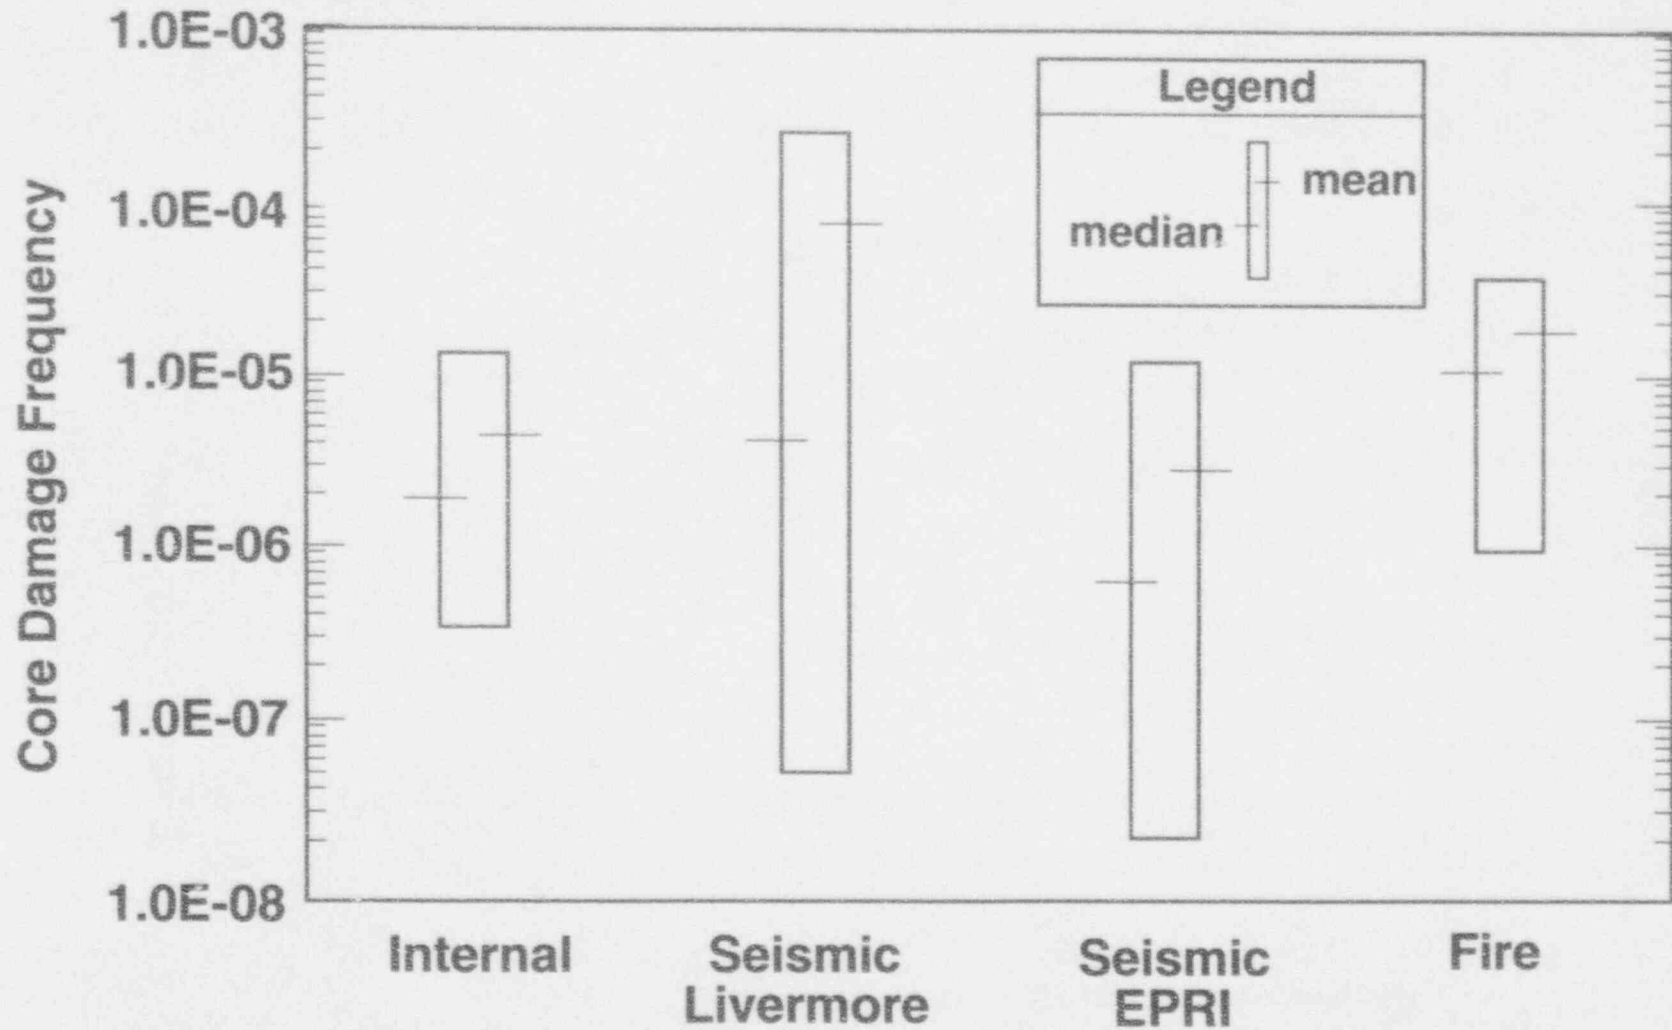 1.0E-03
1.0E-04
1.0E-05
1.0E-06
1.0E-07
1.0E-08
Core Damage Frequency
Legend
mean
median
Internal
Seismic
Livermore
Seismic
EPRI
Fire